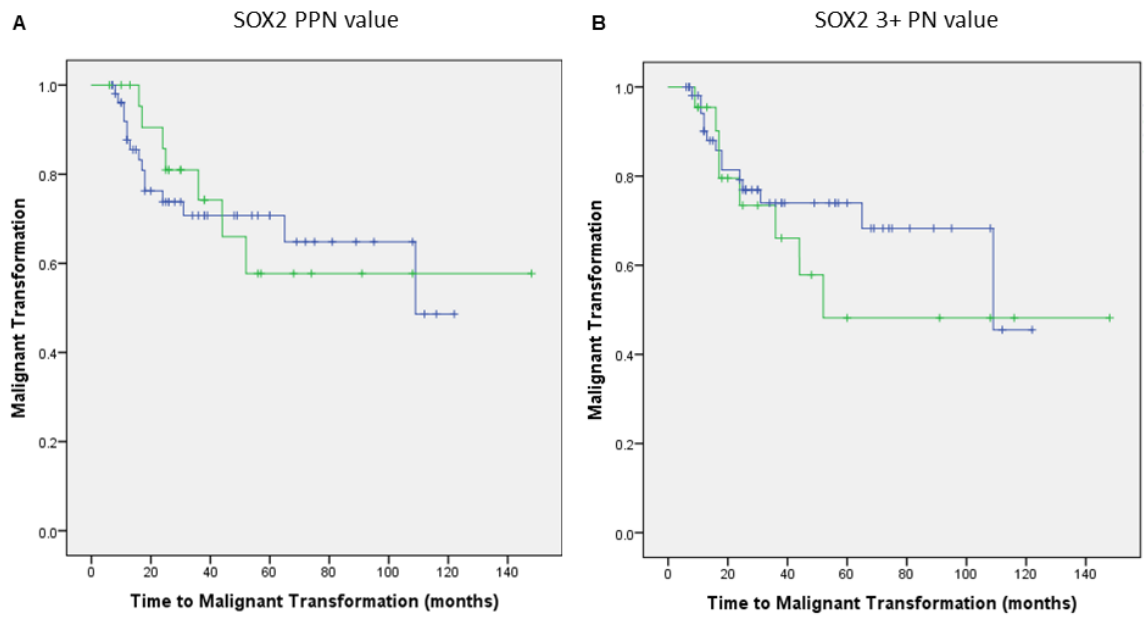 A
SOX2 PPN value
Malignant Transformation
1.0
0.8
0.6
0.4
0.2
0.0
0 20 40 60 80 100 120 140
Time to Malignant Transformation (months)
B
SOX2 3+ PN value
Malignant Transformation
1.0
0.8
0.6
0.4
0.2
0.0
0 20 40 60 80 100 120 140
Time to Malignant Transformation (months)